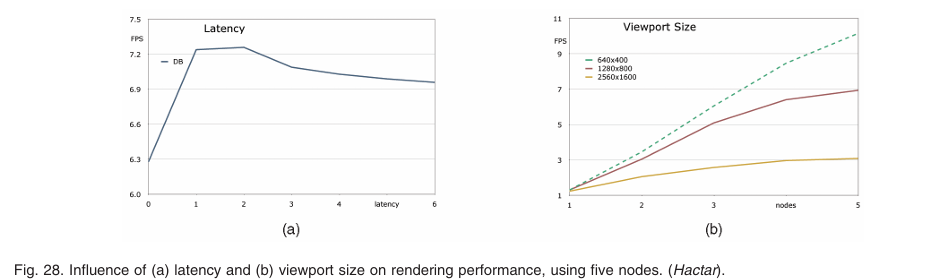 Latency
7.5
FPS
7.2
6.9
6.6
6.3
6.0
DB
0 1 2 3 4 latency 6
(a)
Viewport Size
11
FPS
9
7
5
3
1
640x400
1280x800
2560x1600
1 2 3 nodes 5
(b)
Fig. 28. Influence of (a) latency and (b) viewport size on rendering performance, using five nodes. (Hactar).